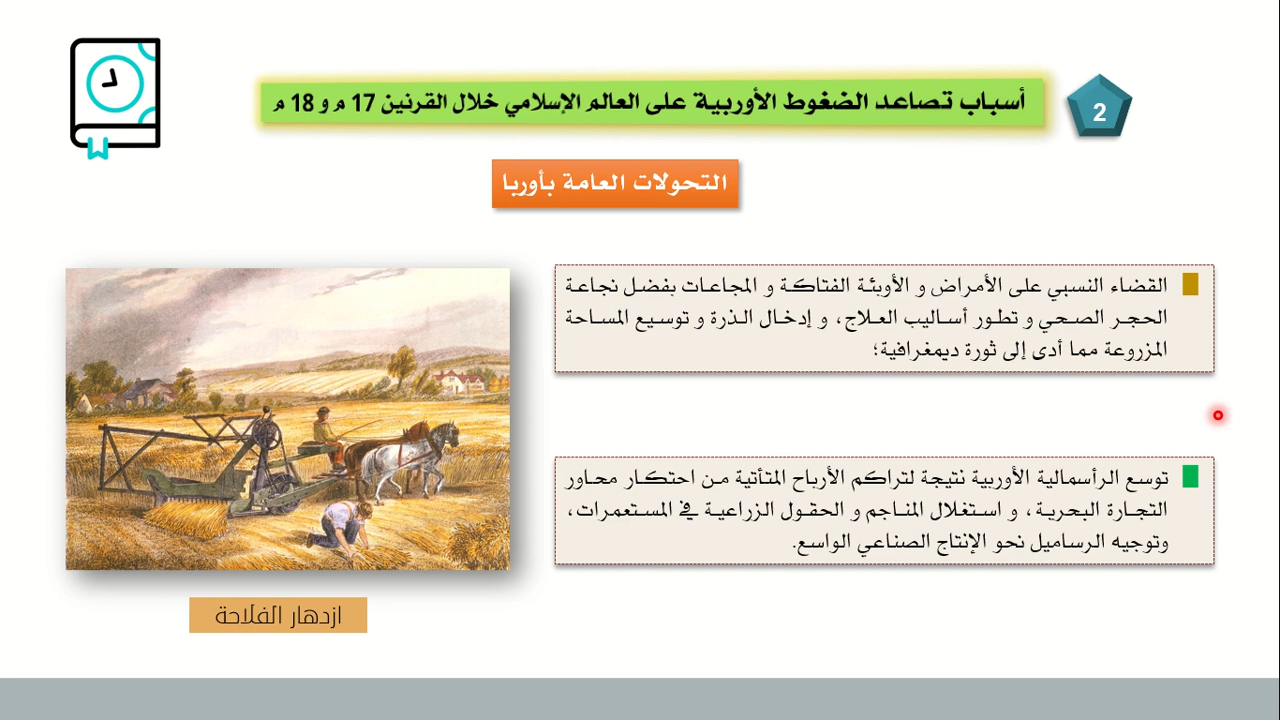 2
أسباب تصاعد الضغوط الأوربية على العالم الإسلامي خلال القرنين 17 م و 18 م
التحولات العامة بأوربا
القضاء النسبي على الأمراض و الأوبئة الفتاكة و المجاعات بفضل نجاعة
الحجر الصحي و تطور أساليب العلاج، و إدخال الذرة و توسيع المساحة
المزروعة مما أدى إلى ثورة ديمغرافية؛
توسع الرأسمالية الأوربية نتيجة لتراكم الأرباح المتأتية من احتكار محاور
التجارة البحرية، و استغلال المناجم و الحقول الزراعية في المستعمرات،
وتوجيه الرساميل نحو الإنتاج الصناعي الواسع.
ازدهار الفلاحة